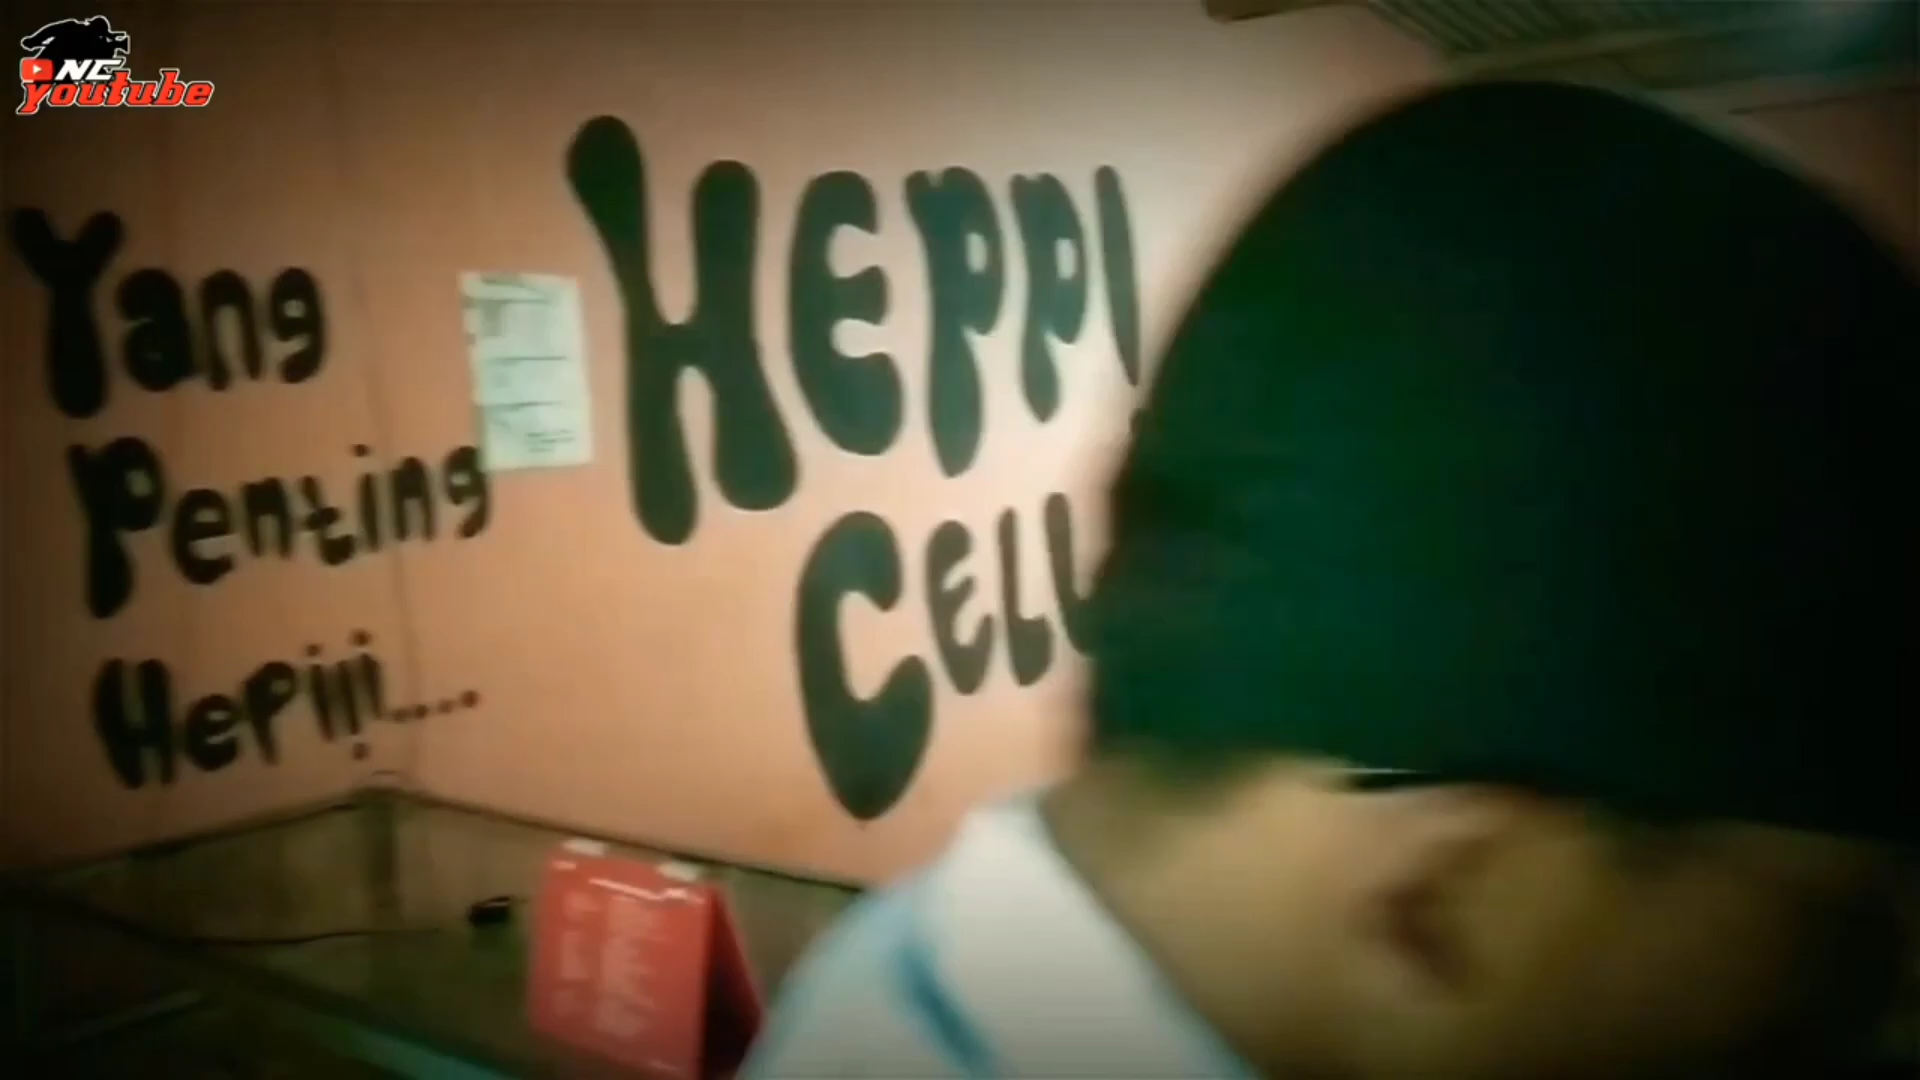 NC
youtube
Yang
Penting
Hepiii....
HEPPI
CELL